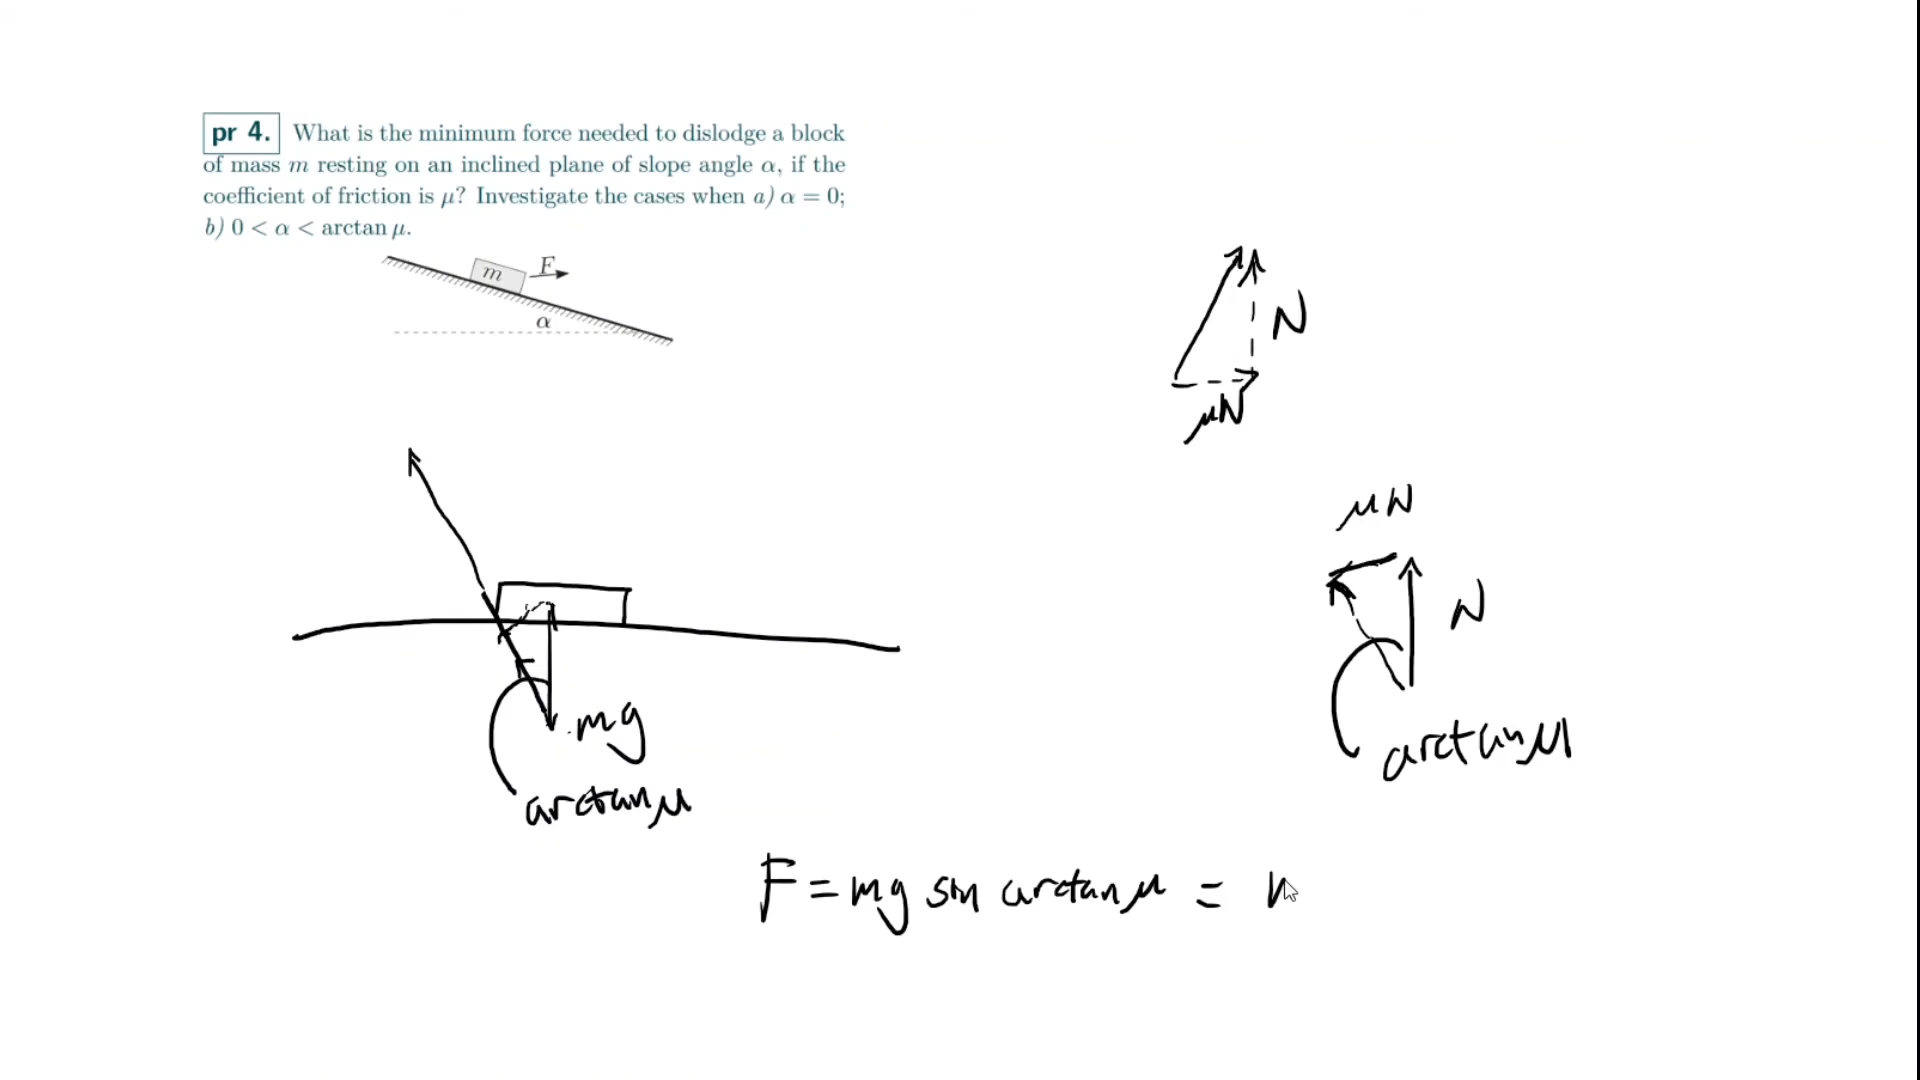 pr 4. What is the minimum force needed to dislodge a block
of mass m resting on an inclined plane of slope angle α, if the
coefficient of friction is μ? Investigate the cases when a) α = 0;
b) 0 < α < arctan μ.
m
F
α
N
μN
μN
N
mg
arctan μ
arctan μ
F = mg sin arctan μ =